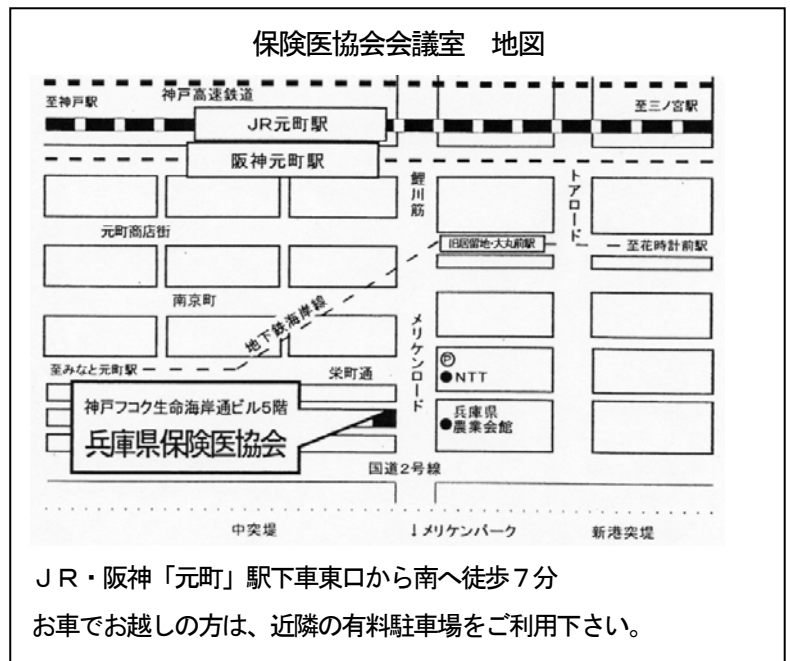 保険医協会会議室　地図
神戸高速鉄道
至神戸駅
至三ノ宮駅
JR元町駅
阪神元町駅
鯉川筋
トアロード
元町商店街
旧居留地・大丸前駅
至花時計前駅
南京町
地下鉄海岸線
メリケンロード
至みなと元町駅
栄町通
Ⓟ
●NTT
神戸フコク生命海岸通ビル5階
兵庫県保険医協会
●兵庫県
農業会館
国道2号線
中突堤
↓メリケンパーク
新港突堤
ＪＲ・阪神「元町」駅下車東口から南へ徒歩７分
お車でお越しの方は、近隣の有料駐車場をご利用下さい。